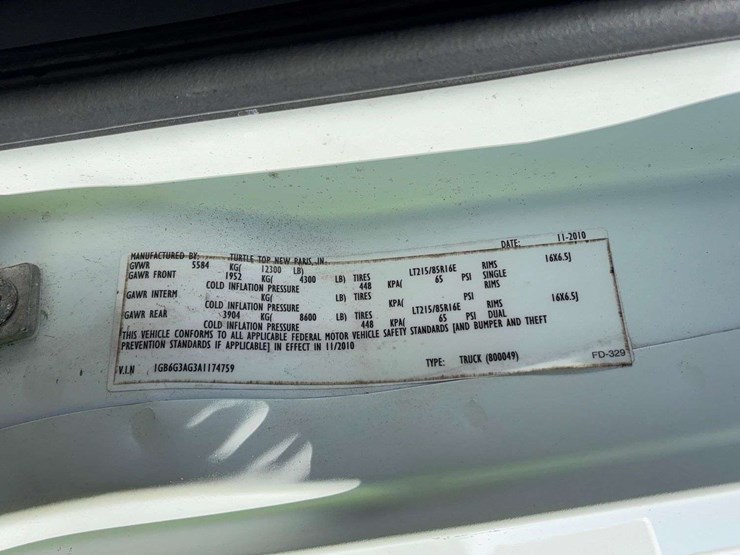 MANUFACTURED BY: TURTLE TOP NEW PARIS, IN. DATE: 11-2010
GVWR 5584 KG( 12300 LB)
GAWR FRONT 1952 KG( 4300 LB) TIRES LT215/85R16E RIMS 16X6.5J
COLD INFLATION PRESSURE 448 KPA( 65 PSI SINGLE
GAWR INTERM KG( LB) TIRES RIMS
COLD INFLATION PRESSURE KPA( PSI
GAWR REAR 3904 KG( 8600 LB) TIRES LT215/85R16E RIMS 16X6.5J
COLD INFLATION PRESSURE 448 KPA( 65 PSI DUAL
THIS VEHICLE CONFORMS TO ALL APPLICABLE FEDERAL MOTOR VEHICLE SAFETY STANDARDS [AND BUMPER AND THEFT
PREVENTION STANDARDS IF APPLICABLE] IN EFFECT IN 11/2010
V.I.N 1GB6G3AG3A1174759 TYPE: TRUCK (800049) FD-329